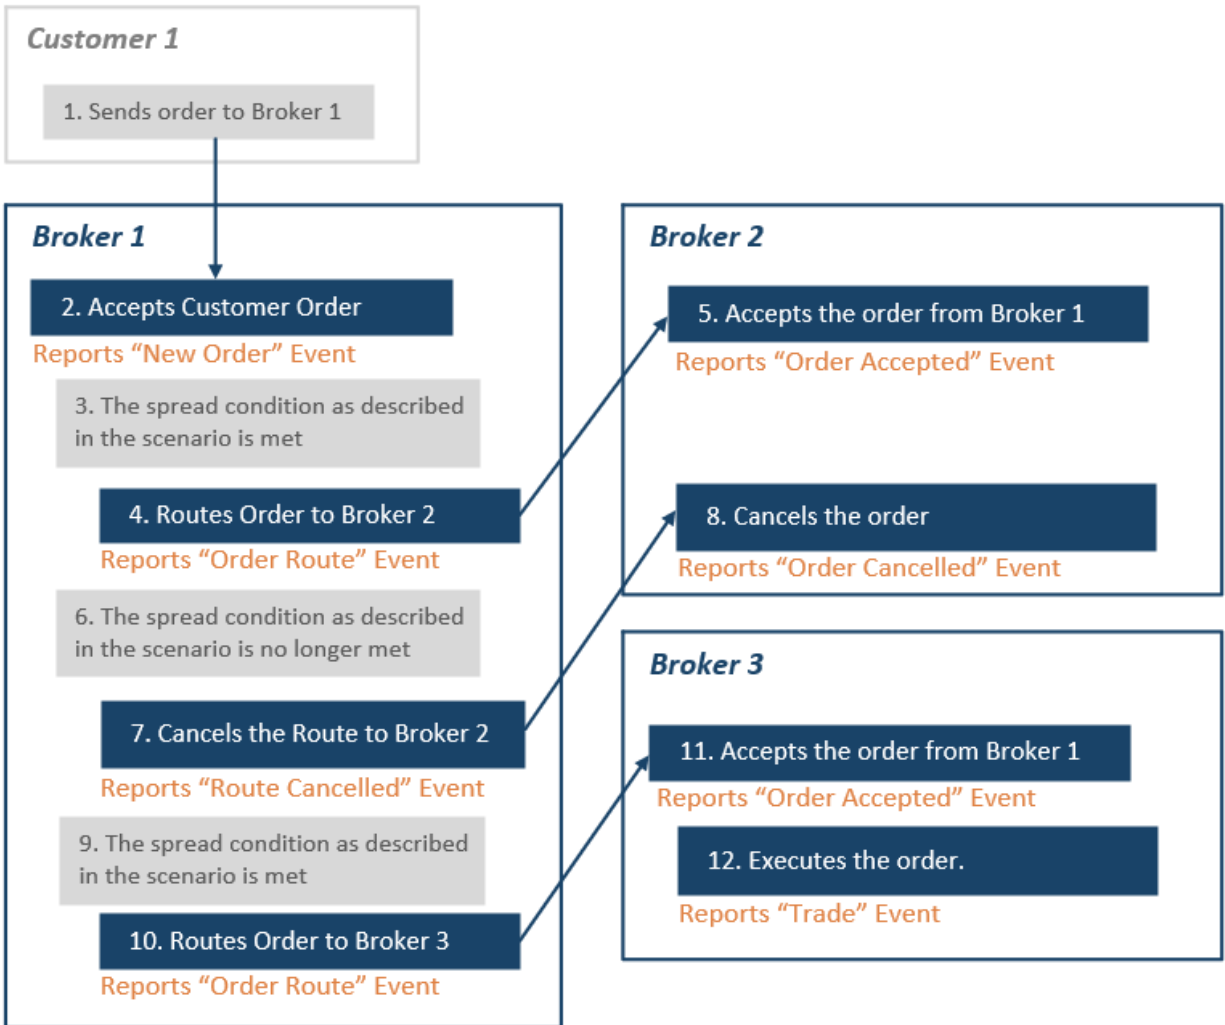 Customer 1
1. Sends order to Broker 1
Broker 1
2. Accepts Customer Order
Reports “New Order” Event
3. The spread condition as described
in the scenario is met
4. Routes Order to Broker 2
Reports “Order Route” Event
6. The spread condition as described
in the scenario is no longer met
7. Cancels the Route to Broker 2
Reports “Route Cancelled” Event
9. The spread condition as described
in the scenario is met
10. Routes Order to Broker 3
Reports “Order Route” Event
Broker 2
5. Accepts the order from Broker 1
Reports “Order Accepted” Event
8. Cancels the order
Reports “Order Cancelled” Event
Broker 3
11. Accepts the order from Broker 1
Reports “Order Accepted” Event
12. Executes the order.
Reports “Trade” Event